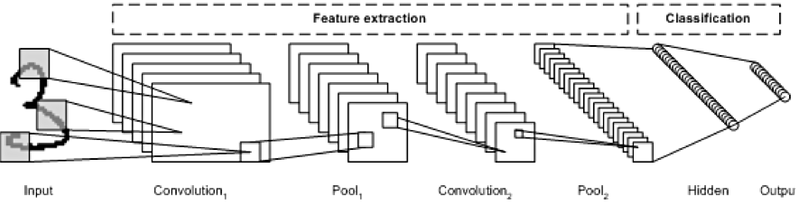 Feature extraction
Classification
Input
Convolution₁
Pool₁
Convolution₂
Pool₂
Hidden
Outpu